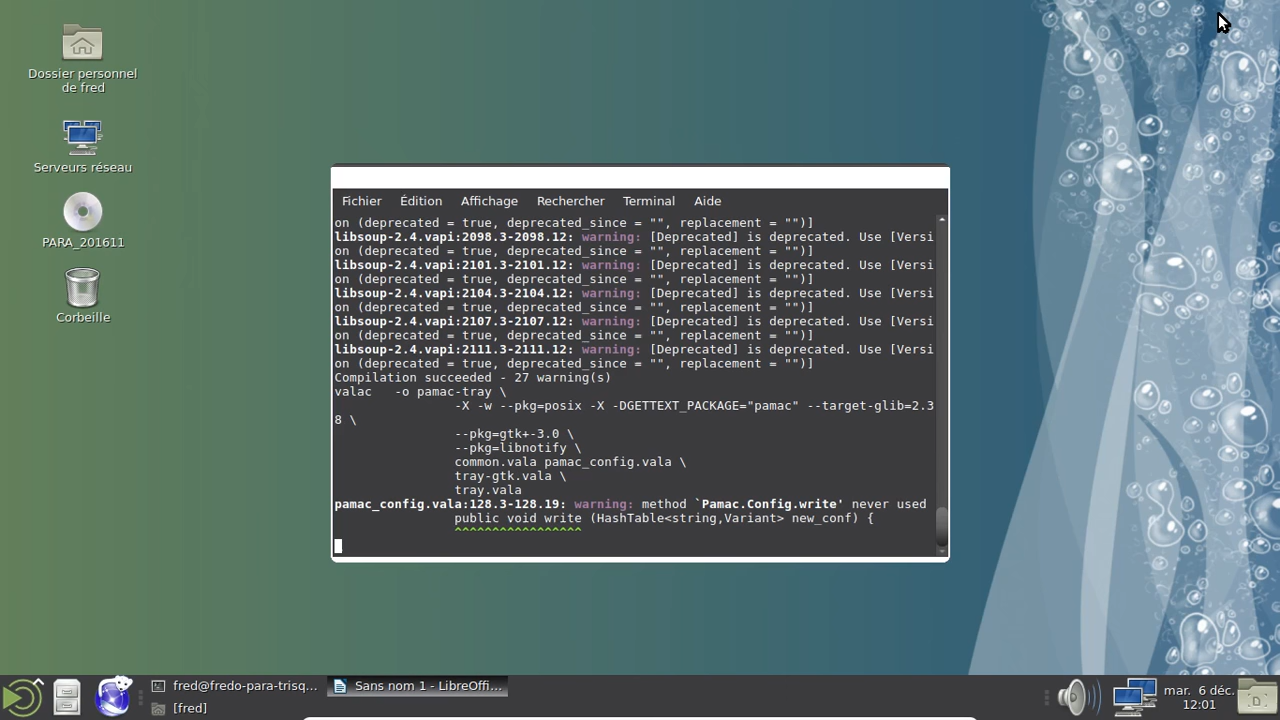 Dossier personnel
de fred
Serveurs réseau
PARA_201611
Corbeille
Fichier Édition Affichage Rechercher Terminal Aide
on (deprecated = true, deprecated_since = "", replacement = "")]
libsoup-2.4.vapi:2098.3-2098.12: warning: [Deprecated] is deprecated. Use [Versi
on (deprecated = true, deprecated_since = "", replacement = "")]
libsoup-2.4.vapi:2101.3-2101.12: warning: [Deprecated] is deprecated. Use [Versi
on (deprecated = true, deprecated_since = "", replacement = "")]
libsoup-2.4.vapi:2104.3-2104.12: warning: [Deprecated] is deprecated. Use [Versi
on (deprecated = true, deprecated_since = "", replacement = "")]
libsoup-2.4.vapi:2107.3-2107.12: warning: [Deprecated] is deprecated. Use [Versi
on (deprecated = true, deprecated_since = "", replacement = "")]
libsoup-2.4.vapi:2111.3-2111.12: warning: [Deprecated] is deprecated. Use [Versi
on (deprecated = true, deprecated_since = "", replacement = "")]
Compilation succeeded - 27 warning(s)
valac -o pamac-tray \
-X -w --pkg=posix -X -DGETTEXT_PACKAGE="pamac" --target-glib=2.3
8 \
--pkg=gtk+-3.0 \
--pkg=libnotify \
common.vala pamac_config.vala \
tray-gtk.vala \
tray.vala
pamac_config.vala:128.3-128.19: warning: method `Pamac.Config.write' never used
public void write (HashTable<string,Variant> new_conf) {
^^^^^^^^^^^^^^^^^
fred@fredo-para-trisq...
Sans nom 1 - LibreOffi...
[fred]
mar. 6 déc.
12:01
D